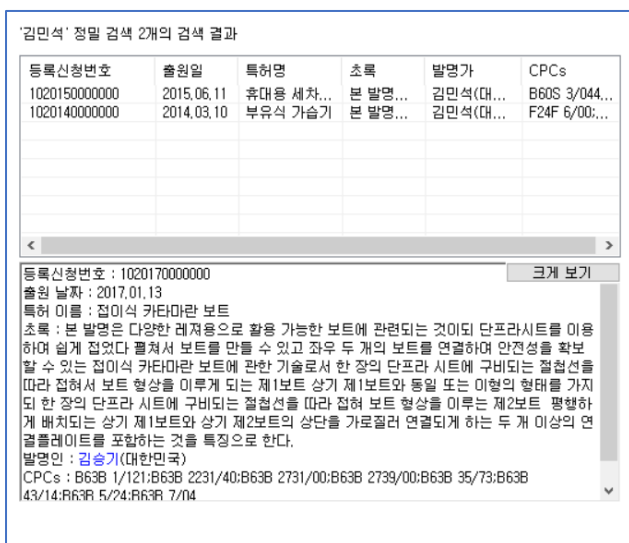 '김민석' 정밀 검색 2개의 검색 결과
등록신청번호 출원일 특허명 초록 발명가 CPCs
1020150000000 2015.06.11 휴대용 세차... 본 발명... 김민석(대... B60S 3/044...
1020140000000 2014.03.10 부유식 가습기 본 발명... 김민석(대... F24F 6/00;...
등록신청번호 : 1020170000000 크게 보기
출원 날짜 : 2017.01.13
특허 이름 : 접이식 카타마란 보트
초록 : 본 발명은 다양한 레져용으로 활용 가능한 보트에 관련되는 것이되 단프라시트를 이용
하여 쉽게 접었다 펼쳐서 보트를 만들 수 있고 좌우 두 개의 보트를 연결하여 안전성을 확보
할 수 있는 접이식 카타마란 보트에 관한 기술로서 한 장의 단프라 시트에 구비되는 절첩선을
따라 접혀서 보트 형상을 이루게 되는 제1보트 상기 제1보트와 동일 또는 이형의 형태를 가지
되 한 장의 단프라 시트에 구비되는 절첩선을 따라 접혀 보트 형상을 이루는 제2보트 평행하
게 배치되는 상기 제1보트와 상기 제2보트의 상단을 가로질러 연결되게 하는 두 개 이상의 연
결플레이트를 포함하는 것을 특징으로 한다.
발명인 : 김승기(대한민국)
CPCs : B63B 1/121;B63B 2231/40;B63B 2731/00;B63B 2739/00;B63B 35/73;B63B
43/14;B63B 5/24;B63B 7/04